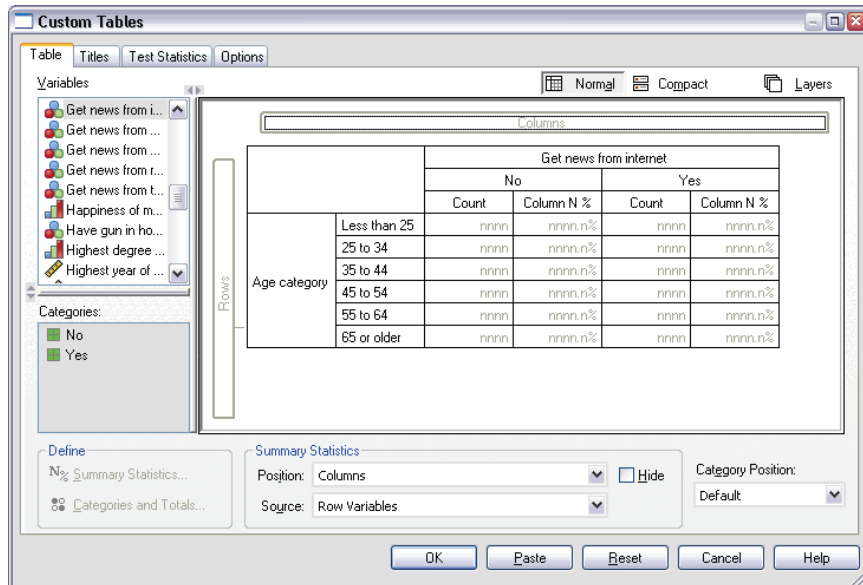 Custom Tables
Table Titles Test Statistics Options
Variables
Normal Compact Layers
Get news from i...
Get news from ...
Get news from ...
Get news from r...
Get news from t...
Happiness of m...
Have gun in ho...
Highest degree ...
Highest year of ...
Categories:
No
Yes
Columns
Rows
Get news from internet
No Yes
Count Column N % Count Column N %
Age category
Less than 25 nnnn nnnn.n% nnnn nnnn.n%
25 to 34 nnnn nnnn.n% nnnn nnnn.n%
35 to 44 nnnn nnnn.n% nnnn nnnn.n%
45 to 54 nnnn nnnn.n% nnnn nnnn.n%
55 to 64 nnnn nnnn.n% nnnn nnnn.n%
65 or older nnnn nnnn.n% nnnn nnnn.n%
Define
N% Summary Statistics...
Categories and Totals...
Summary Statistics
Position: Columns Hide
Source: Row Variables
Category Position:
Default
OK Paste Reset Cancel Help